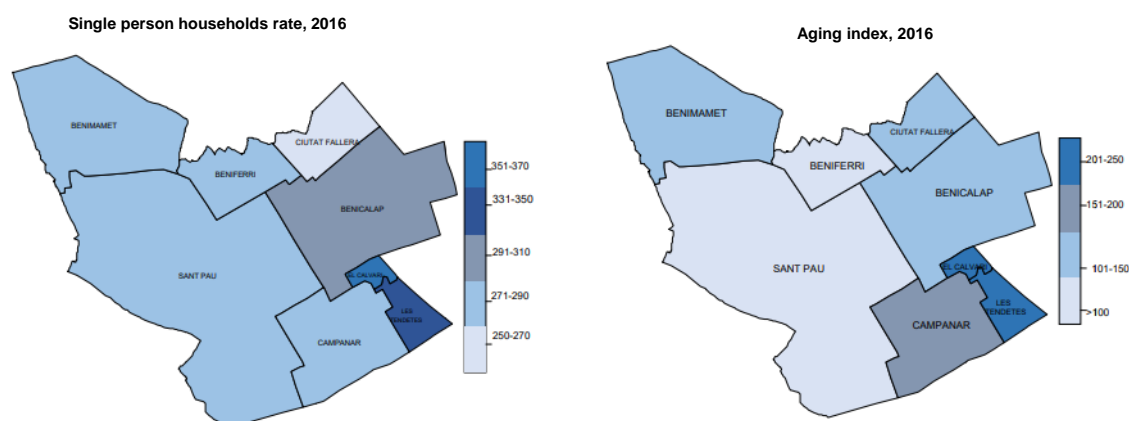 Single person households rate, 2016
BENIMAMET
CIUTAT FALLERA
BENIFERRI
BENICALAP
SANT PAU
EL CALVARI
LES
TENDETES
CAMPANAR
351-370
331-350
291-310
271-290
250-270
Aging index, 2016
BENIMAMET
CIUTAT FALLERA
BENIFERRI
BENICALAP
SANT PAU
EL CALVARI
LES
TENDETES
CAMPANAR
201-250
151-200
101-150
>100